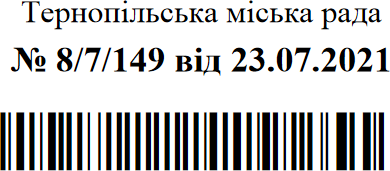 Тернопільська міська рада
№ 8/7/149 від 23.07.2021